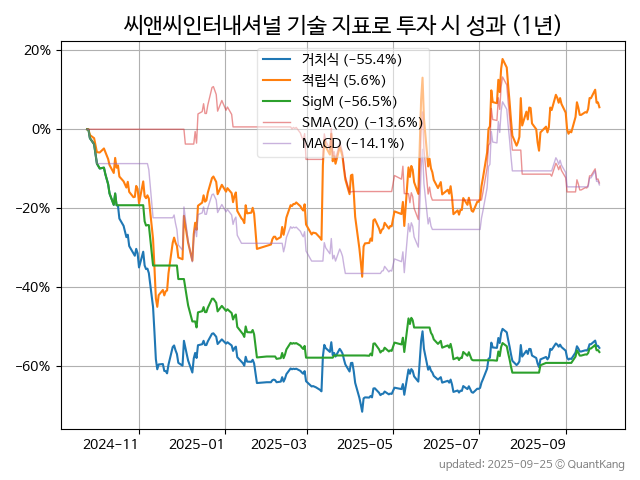 씨앤씨인터내셔널 기술 지표로 투자 시 성과 (1년)
20%
0%
−20%
−40%
−60%
거치식 (−55.4%)
적립식 (5.6%)
SigM (−56.5%)
SMA(20) (−13.6%)
MACD (−14.1%)
2024-11
2025-01
2025-03
2025-05
2025-07
2025-09
updated: 2025-09-25 © QuantKang